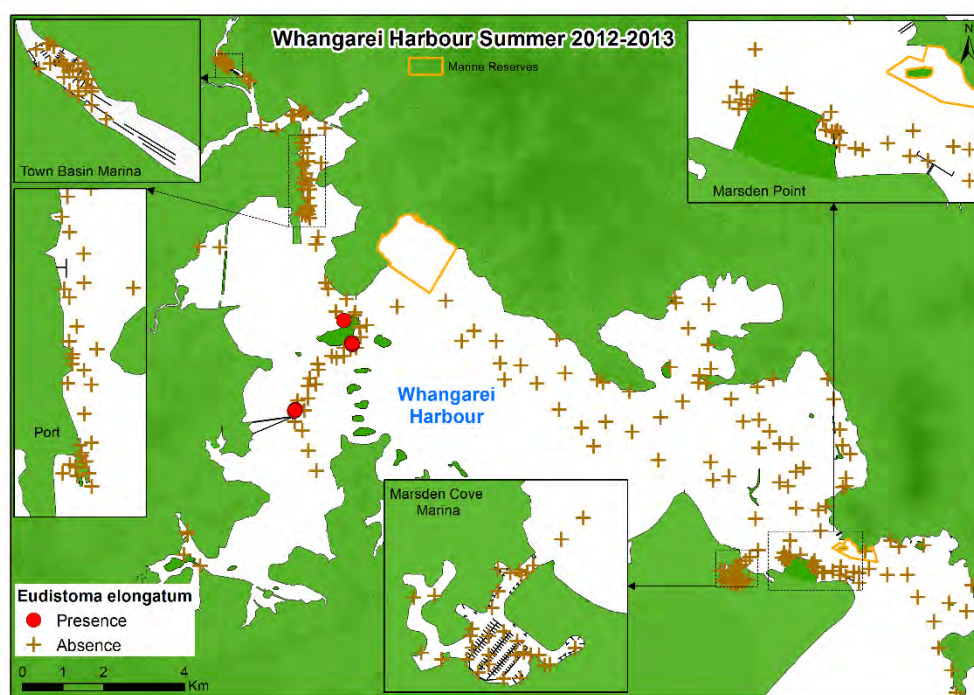 Whangarei Harbour Summer 2012-2013
Marine Reserves
N
Town Basin Marina
Marsden Point
Port
Whangarei
Harbour
Marsden Cove
Marina
Eudistoma elongatum
Presence
Absence
0 1 2 4
Km